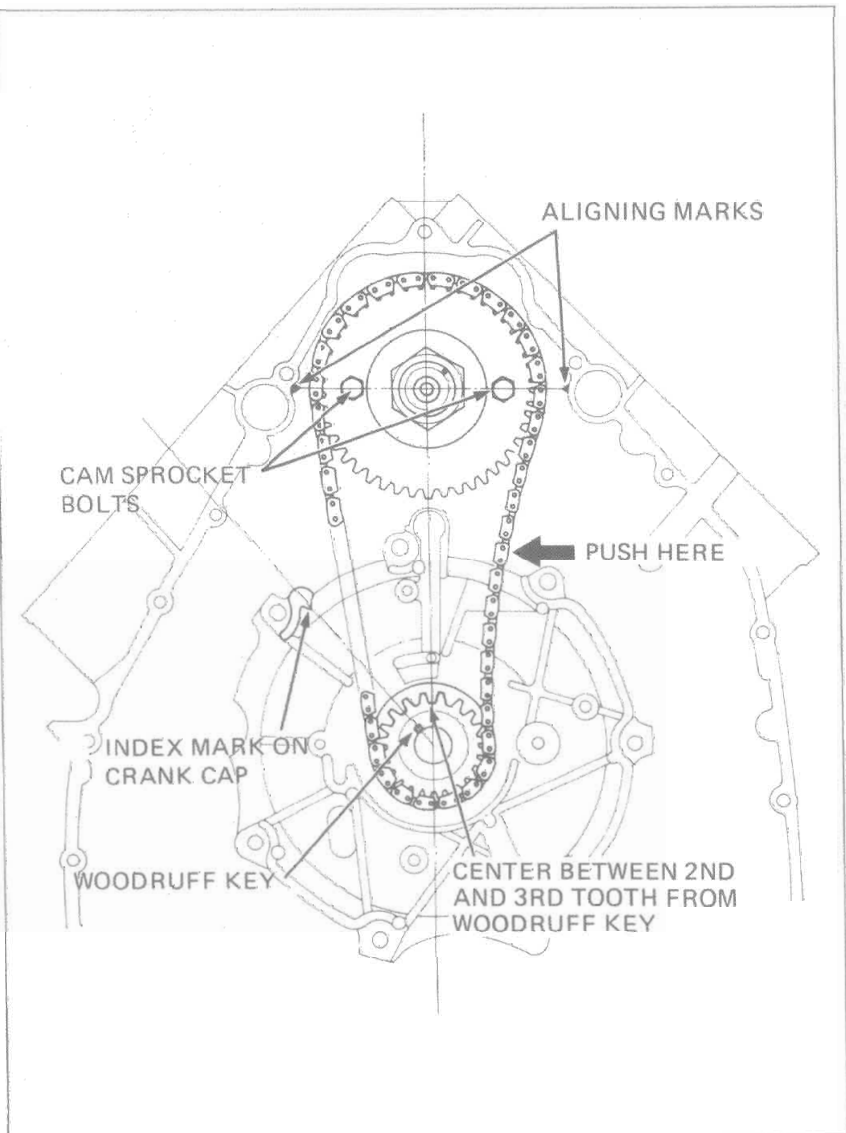 ALIGNING MARKS
CAM SPROCKET
BOLTS
PUSH HERE
INDEX MARK ON
CRANK CAP
WOODRUFF KEY
CENTER BETWEEN 2ND
AND 3RD TOOTH FROM
WOODRUFF KEY